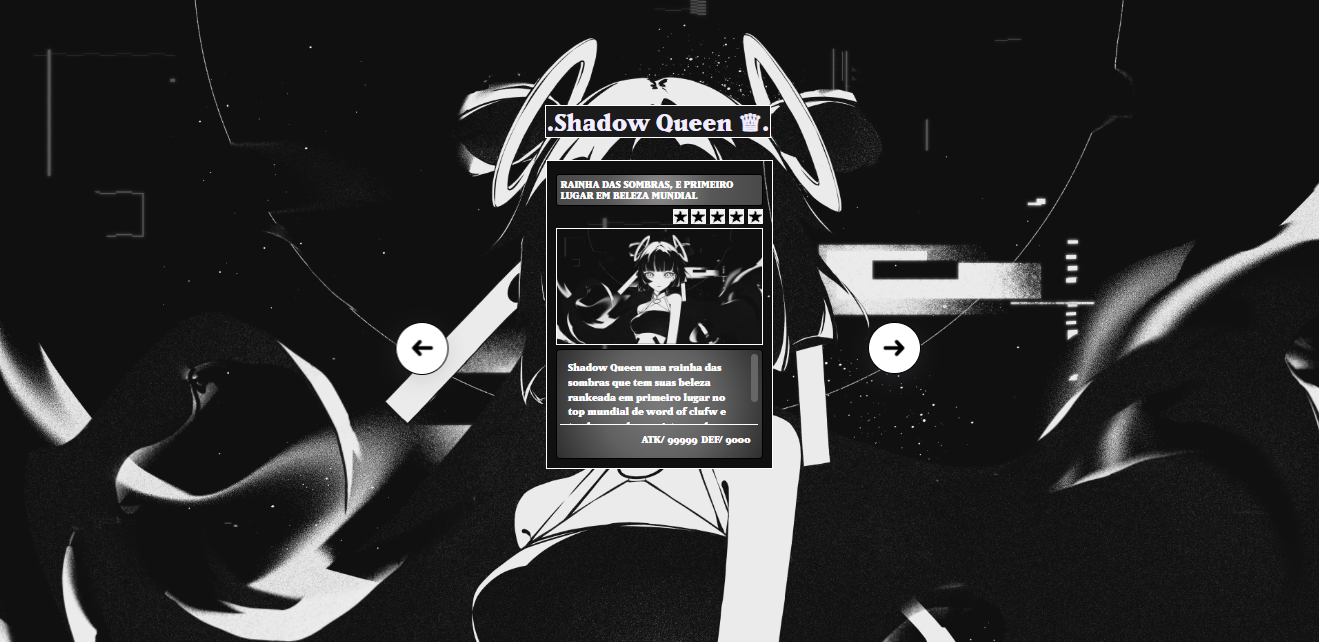 .Shadow Queen ♛.
RAINHA DAS SOMBRAS, E PRIMEIRO
LUGAR EM BELEZA MUNDIAL
Shadow Queen uma rainha das
sombras que tem suas beleza
rankeada em primeiro lugar no
top mundial de word of clufw e
ATK/ 99999 DEF/ 9000